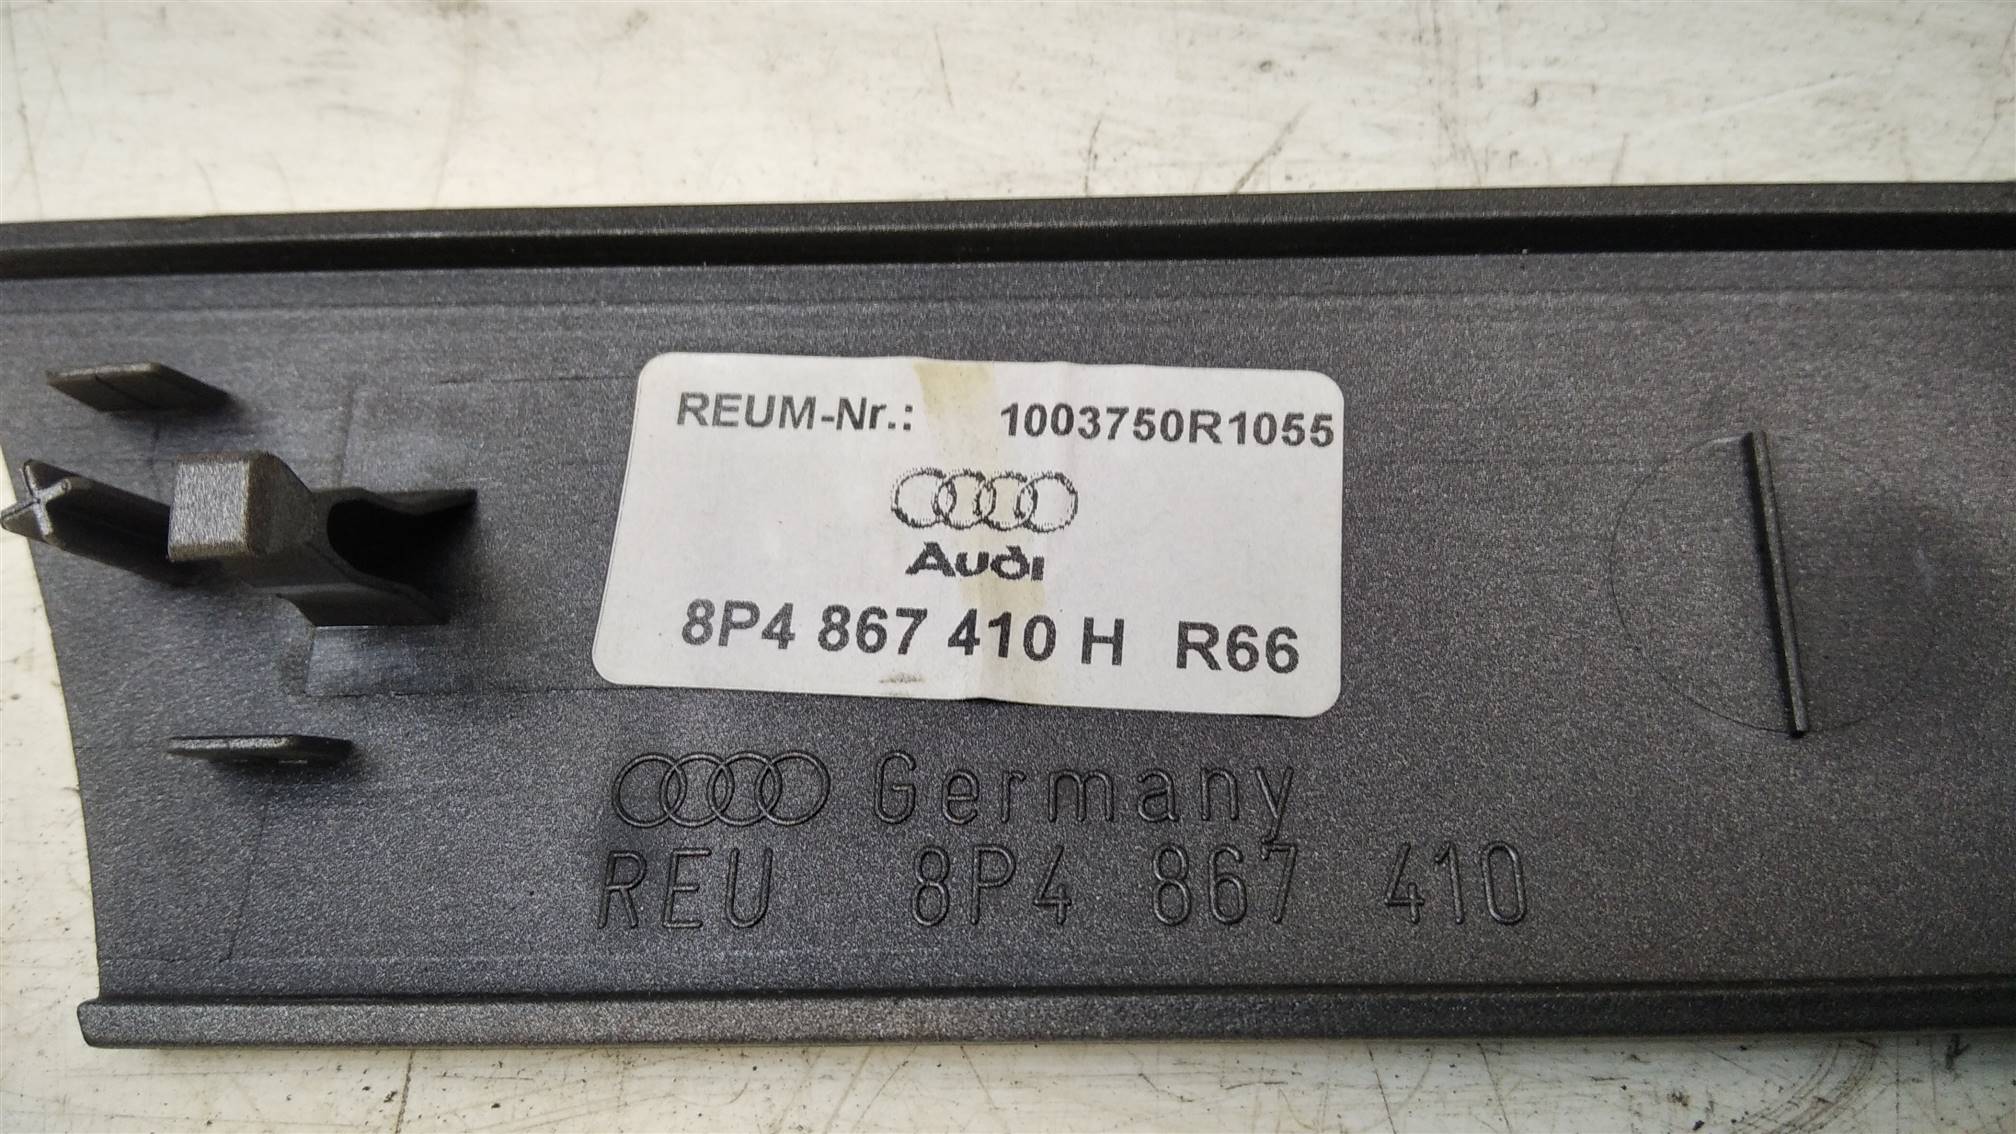 REUM-Nr.: 1003750R1055
Audi
8P4 867 410 H R66
Germany
REU 8P4 867 410